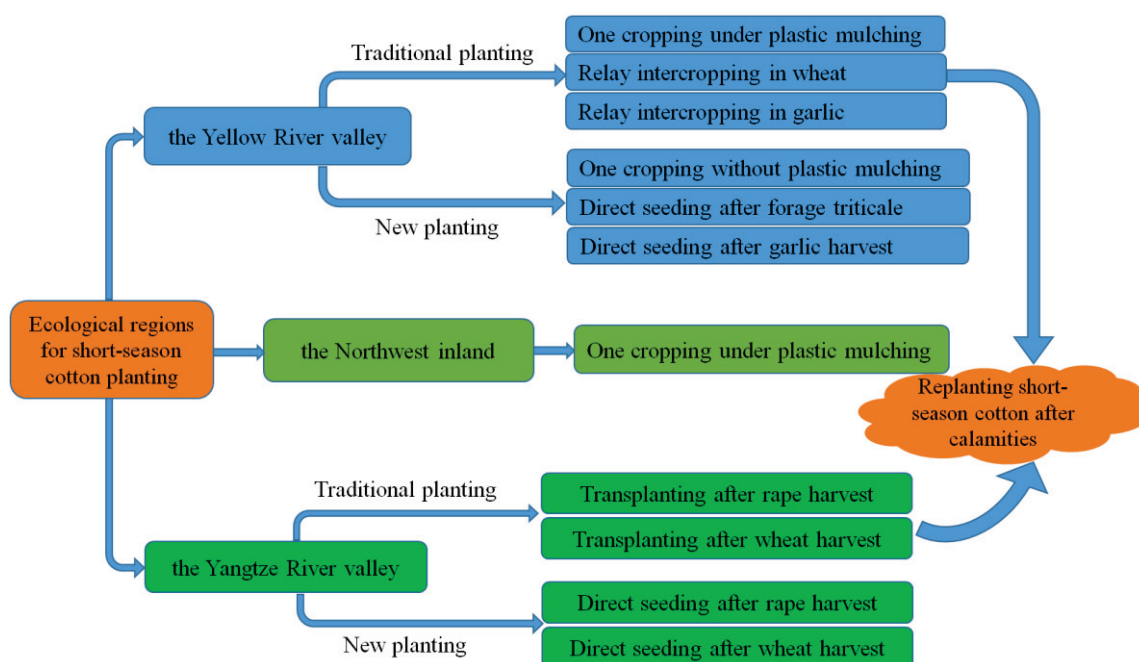 Traditional planting
the Yellow River valley
New planting
One cropping under plastic mulching
Relay intercropping in wheat
Relay intercropping in garlic
One cropping without plastic mulching
Direct seeding after forage triticale
Direct seeding after garlic harvest
Ecological regions
for short-season
cotton planting
the Northwest inland
One cropping under plastic mulching
Replanting short-
season cotton after
calamities
Traditional planting
the Yangtze River valley
New planting
Transplanting after rape harvest
Transplanting after wheat harvest
Direct seeding after rape harvest
Direct seeding after wheat harvest